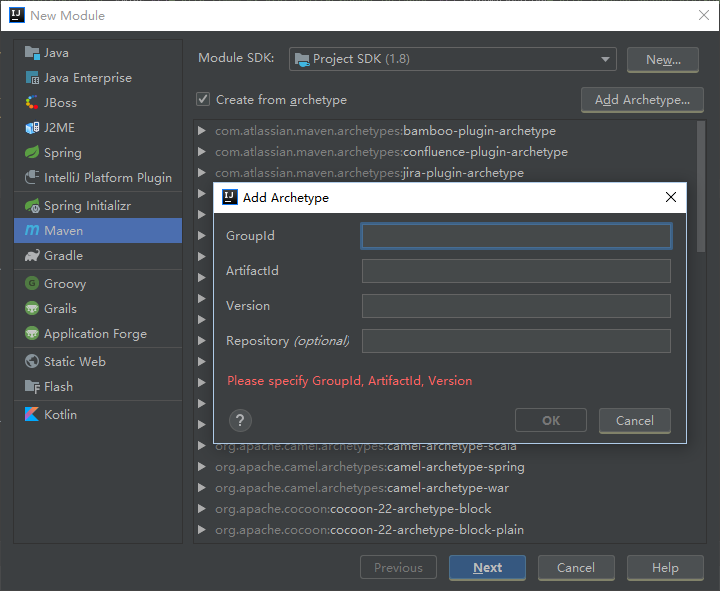 New Module
Java
Java Enterprise
JBoss
J2ME
Spring
IntelliJ Platform Plugin
Spring Initializr
Maven
Gradle
Groovy
Grails
Application Forge
Static Web
Flash
Kotlin
Module SDK:
Project SDK (1.8)
New...
Create from archetype
Add Archetype...
com.atlassian.maven.archetypes:bamboo-plugin-archetype
com.atlassian.maven.archetypes:confluence-plugin-archetype
com.atlassian.maven.archetypes:jira-plugin-archetype
Add Archetype
GroupId
ArtifactId
Version
Repository (optional)
Please specify GroupId, ArtifactId, Version
?
OK
Cancel
org.apache.camel.archetypes:camel-archetype-scala
org.apache.camel.archetypes:camel-archetype-spring
org.apache.camel.archetypes:camel-archetype-war
org.apache.cocoon:cocoon-22-archetype-block
org.apache.cocoon:cocoon-22-archetype-block-plain
Previous
Next
Cancel
Help